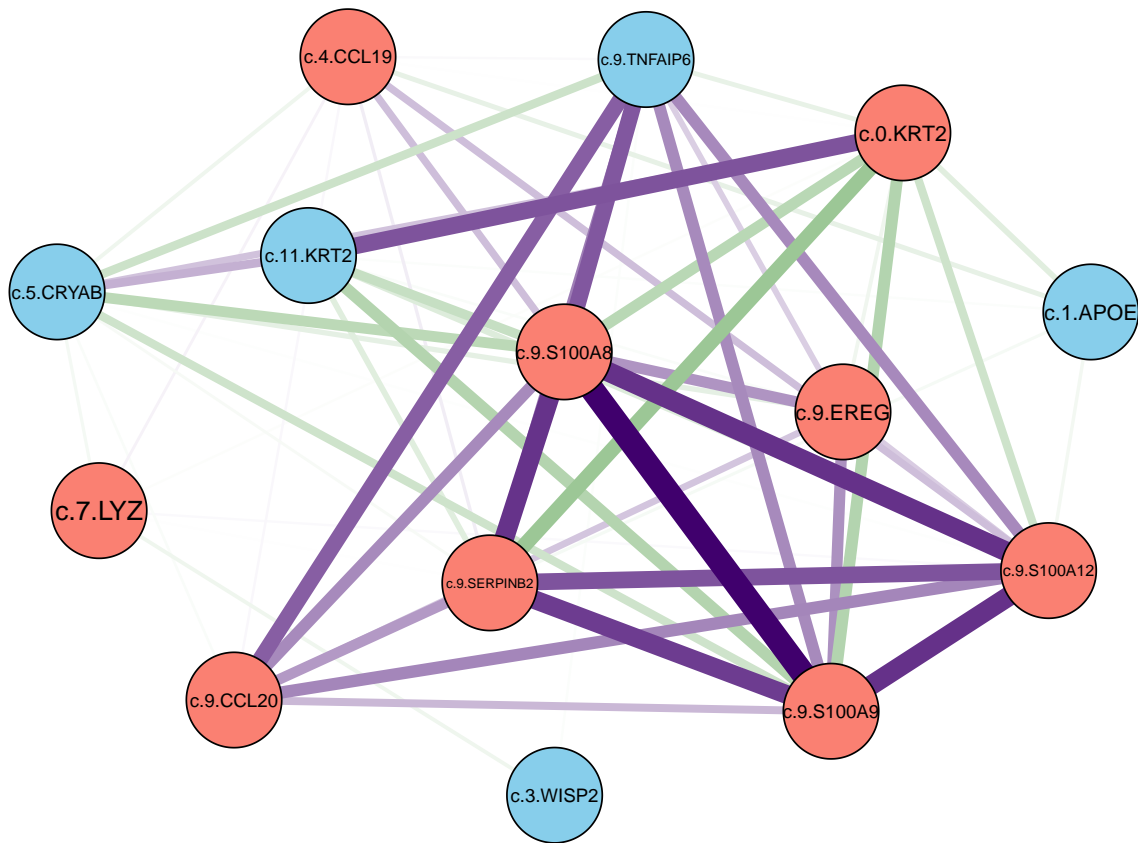 c.4.CCL19
c.9.TNFAIP6
c.0.KRT2
c.11.KRT2
c.5.CRYAB
c.1.APOE
c.9.S100A8
c.9.EREG
c.7.LYZ
c.9.SERPINB2
c.9.S100A12
c.9.CCL20
c.9.S100A9
c.3.WISP2